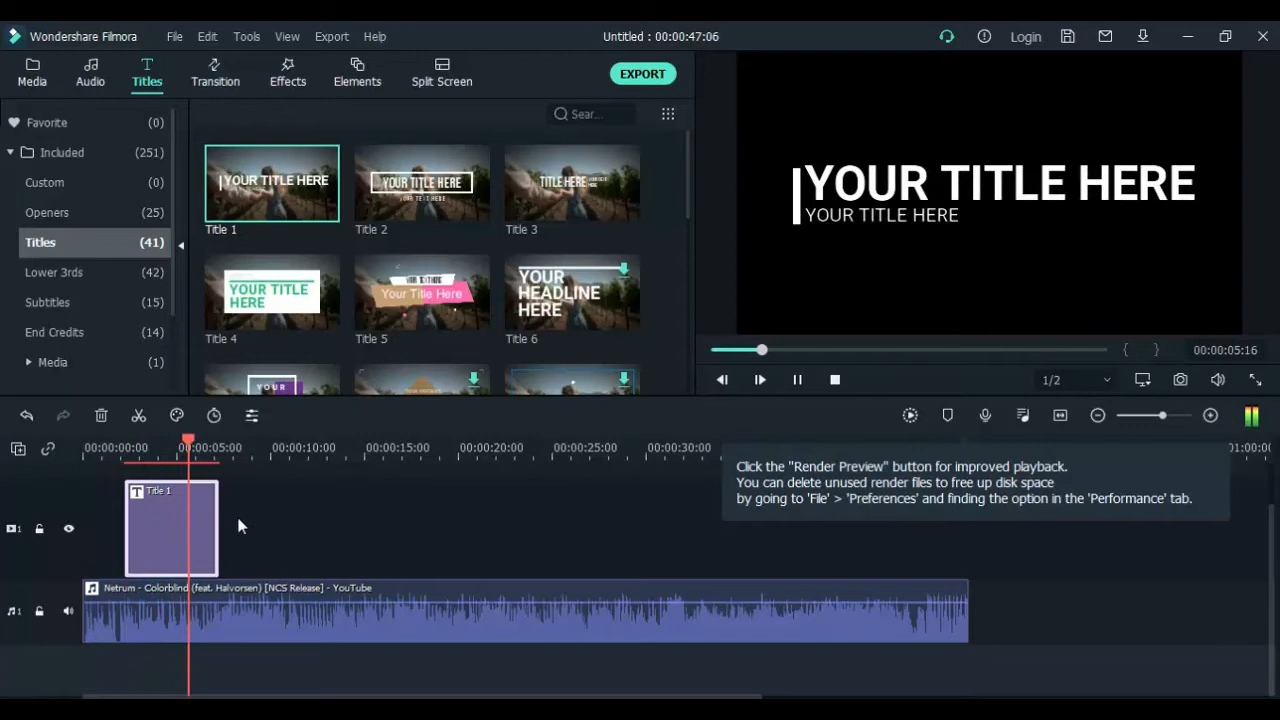 Wondershare Filmora File Edit Tools View Export Help Untitled : 00:00:47:06 Login
Media Audio Titles Transition Effects Elements Split Screen EXPORT
Favorite (0)
Included (251)
Custom (0)
Openers (25)
Titles (41)
Lower 3rds (42)
Subtitles (15)
End Credits (14)
Media (1)
Sear...
YOUR TITLE HERE
Title 1
YOUR TITLE HERE
Title 2
TITLE HERE
Title 3
YOUR TITLE
HERE
Title 4
YOUR TEXT HERE
Your Title Here
Title 5
YOUR
HEADLINE
HERE
Title 6
YOUR
YOUR TITLE HERE
YOUR TITLE HERE
{ } 00:00:05:16
1/2
00:00:00:00 00:00:05:00 00:00:10:00 00:00:15:00 00:00:20:00 00:00:25:00 00:00:30:00 01:00:00
Click the "Render Preview" button for improved playback.
You can delete unused render files to free up disk space
by going to 'File' > 'Preferences' and finding the option in the 'Performance' tab.
T Title 1
1
Netrum - Colorblind (feat. Halvorsen) [NCS Release] - YouTube
1